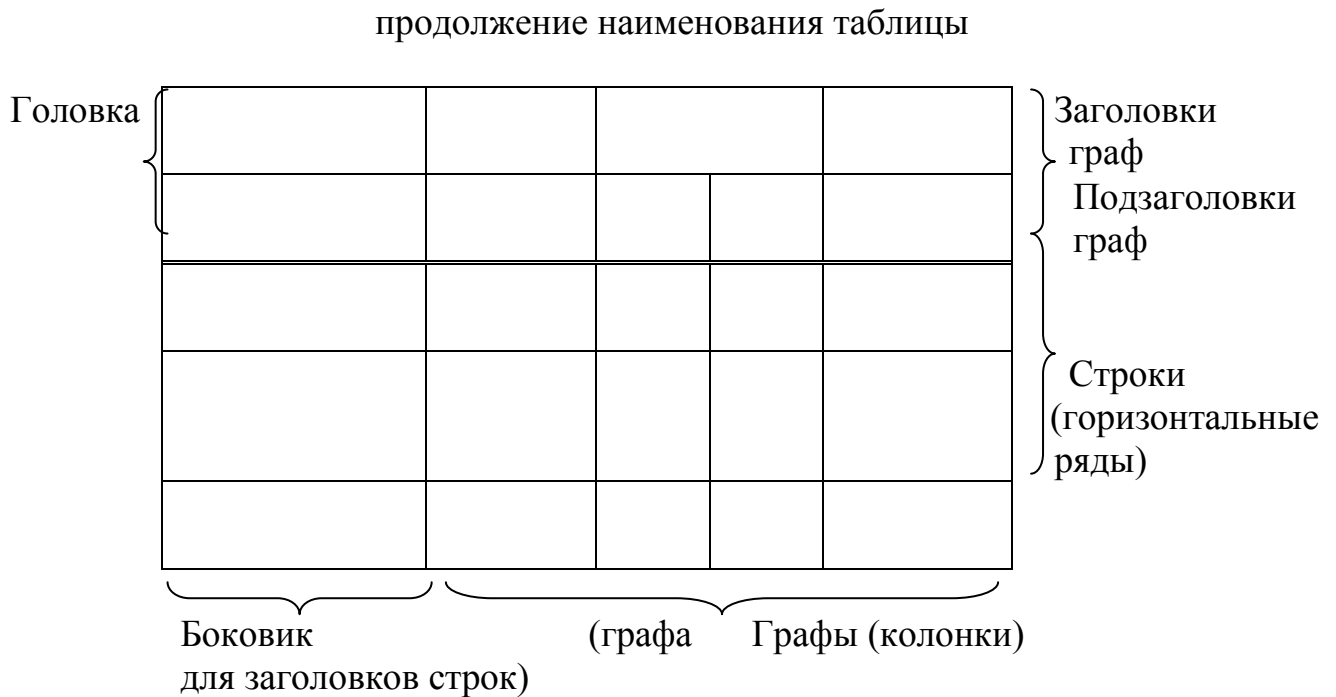 продолжение наименования таблицы
Головка
Заголовки
граф
Подзаголовки
граф
Строки
(горизонтальные
ряды)
Боковик (графа Графы (колонки)
для заголовков строк)